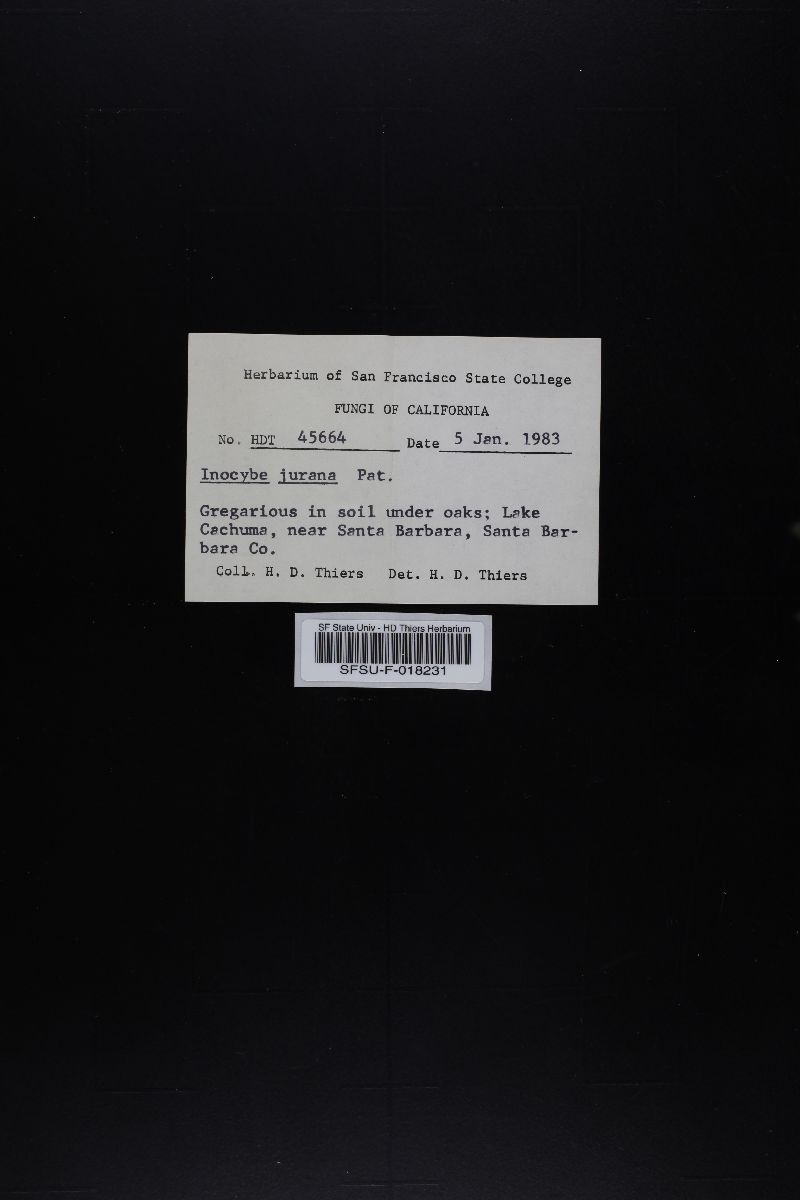 Herbarium of San Francisco State College
FUNGI OF CALIFORNIA
No. HDT 45664 Date 5 Jan. 1983
Inocybe jurana Pat.
Gregarious in soil under oaks; Lake
Cachuma, near Santa Barbara, Santa Bar-
bara Co.
Coll. H. D. Thiers Det. H. D. Thiers
SF State Univ - HD Thiers Herbarium
SFSU-F-018231